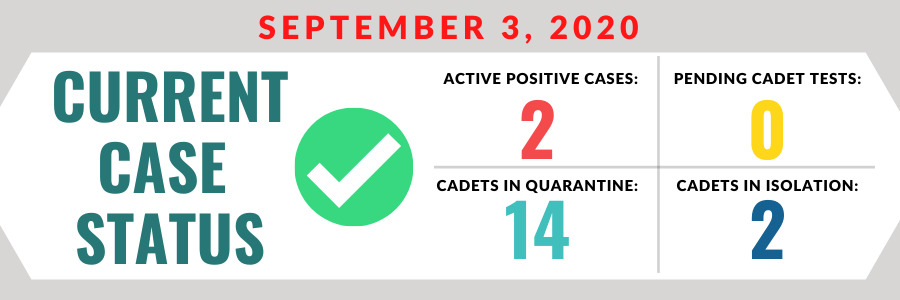 SEPTEMBER 3, 2020
CURRENT
CASE
STATUS
ACTIVE POSITIVE CASES:
2
PENDING CADET TESTS:
0
CADETS IN QUARANTINE:
14
CADETS IN ISOLATION:
2